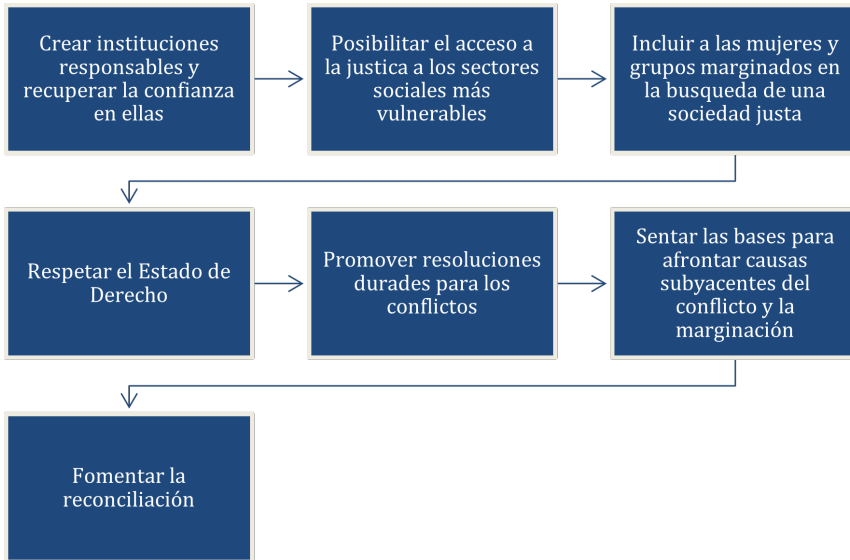 Crear instituciones
responsables y
recuperar la confianza
en ellas
Posibilitar el acceso a
la justica a los sectores
sociales más
vulnerables
Incluir a las mujeres y
grupos marginados en
la busqueda de una
sociedad justa
Respetar el Estado de
Derecho
Promover resoluciones
durades para los
conflictos
Sentar las bases para
afrontar causas
subyacentes del
conflicto y la
marginación
Fomentar la
reconciliación